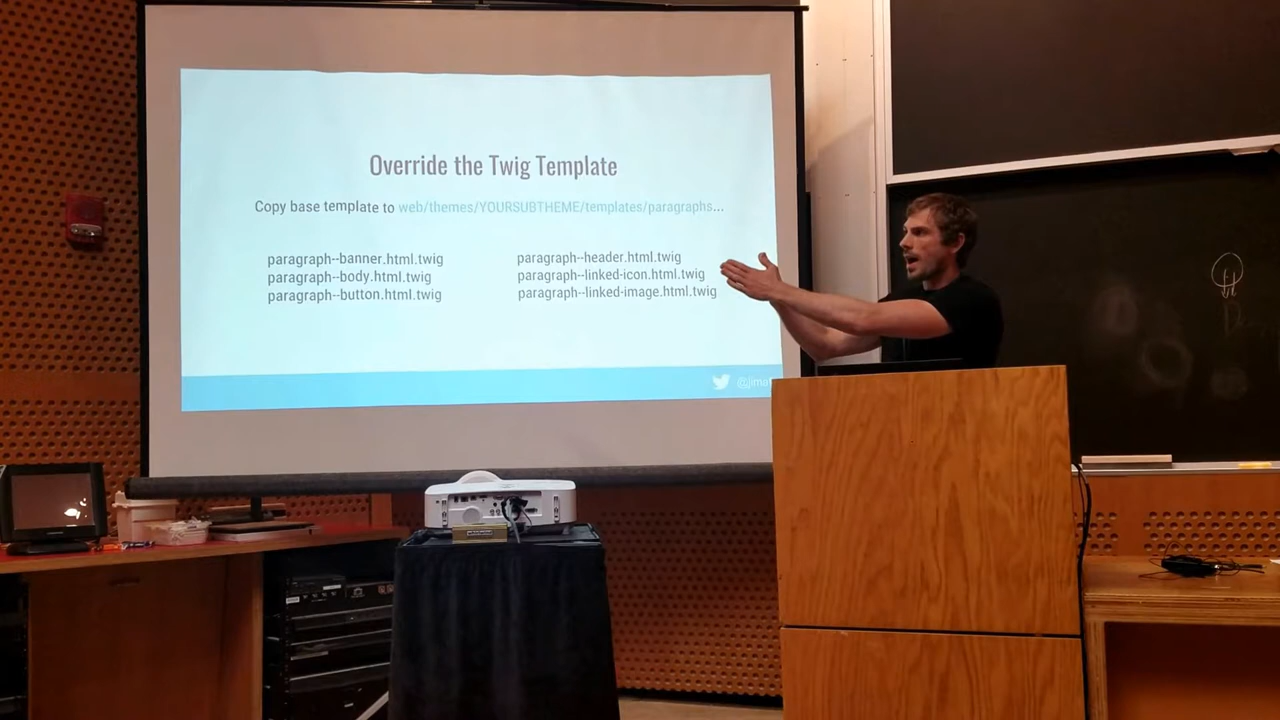 Override the Twig Template
Copy base template to web/themes/YOURSUBTHEME/templates/paragraphs...
paragraph--banner.html.twig
paragraph--body.html.twig
paragraph--button.html.twig
paragraph--header.html.twig
paragraph--linked-icon.html.twig
paragraph--linked-image.html.twig